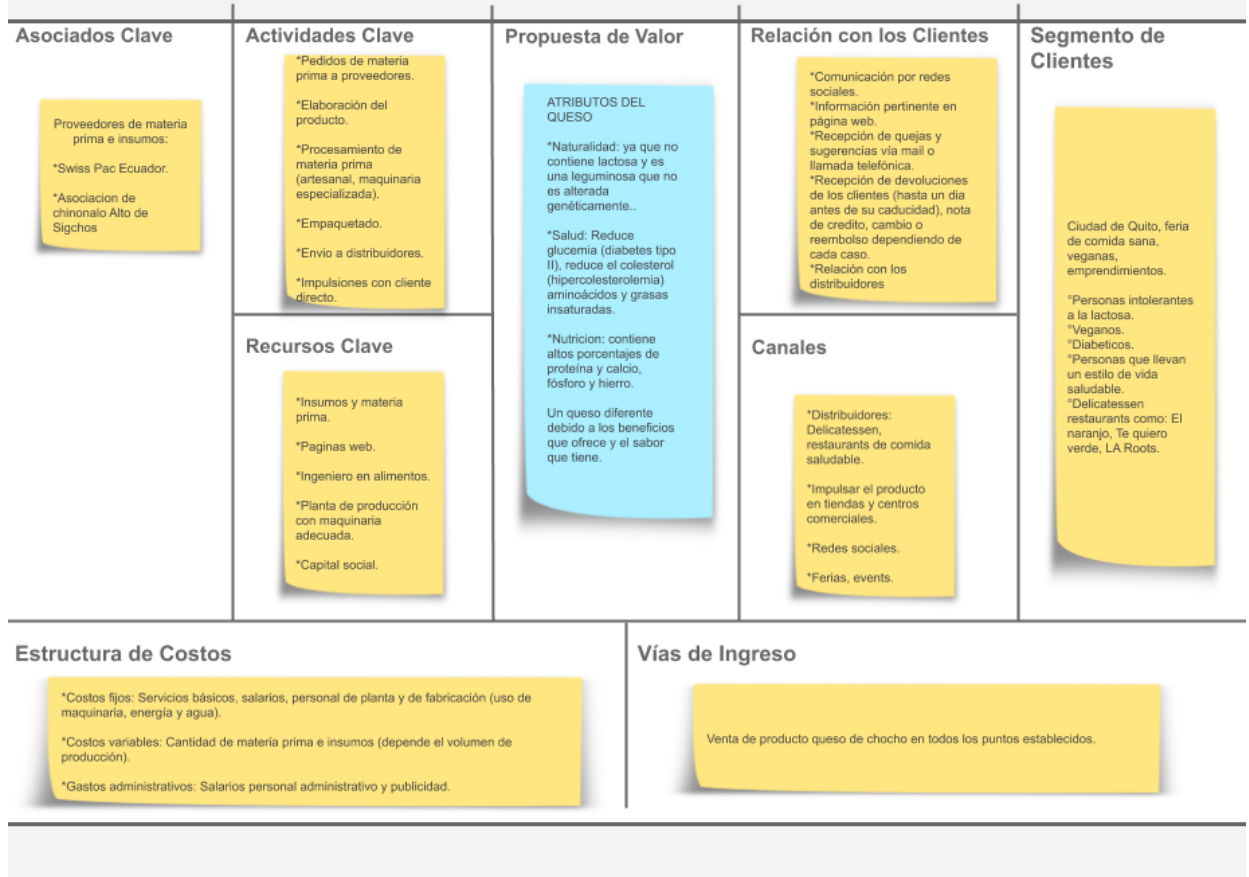 Asociados Clave
Proveedores de materia
prima e insumos:
*Swiss Pac Ecuador.
*Asociacion de
chinonalo Alto de
Sigchos
Actividades Clave
*Pedidos de materia
prima a proveedores.
*Elaboración del
producto.
*Procesamiento de
materia prima
(artesanal, maquinaria
especializada).
*Empaquetado.
*Envio a distribuidores.
*Impulsiones con cliente
directo.
Recursos Clave
*Insumos y materia
prima.
*Paginas web.
*Ingeniero en alimentos.
*Planta de producción
con maquinaria
adecuada.
*Capital social.
Propuesta de Valor
ATRIBUTOS DEL
QUESO
*Naturalidad: ya que no
contiene lactosa y es
una leguminosa que no
es alterada
genéticamente..
*Salud: Reduce
glucemia (diabetes tipo
II), reduce el colesterol
(hipercolesterolemia)
aminoácidos y grasas
insaturadas.
*Nutricion: contiene
altos porcentajes de
proteína y calcio,
fósforo y hierro.
Un queso diferente
debido a los beneficios
que ofrece y el sabor
que tiene.
Relación con los Clientes
*Comunicación por redes
sociales.
*Información pertinente en
página web.
*Recepción de quejas y
sugerencias vía mail o
llamada telefónica.
*Recepción de devoluciones
de los clientes (hasta un dia
antes de su caducidad), nota
de credito, cambio o
reembolso dependiendo de
cada caso.
*Relación con los
distribuidores
Canales
*Distribuidores:
Delicatessen,
restaurants de comida
saludable.
*Impulsar el producto
en tiendas y centros
comerciales.
*Redes sociales.
*Ferias, events.
Segmento de
Clientes
Ciudad de Quito, feria
de comida sana,
veganas,
emprendimientos.
°Personas intolerantes
a la lactosa.
°Veganos.
°Diabeticos.
°Personas que llevan
un estilo de vida
saludable.
°Delicatessen
restaurants como: El
naranjo, Te quiero
verde, LA Roots.
Estructura de Costos
*Costos fijos: Servicios básicos, salarios, personal de planta y de fabricación (uso de
maquinaria, energía y agua).
*Costos variables: Cantidad de materia prima e insumos (depende el volumen de
producción).
*Gastos administrativos: Salarios personal administrativo y publicidad.
Vías de Ingreso
Venta de producto queso de chocho en todos los puntos establecidos.